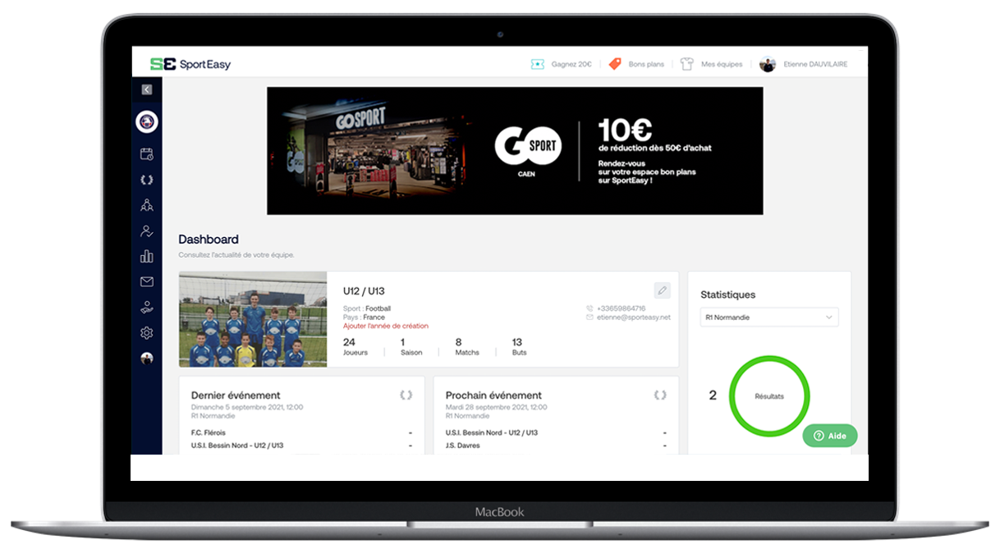 SE SportEasy
Gagnez 20€
Bons plans
Mes équipes
Etienne DAUVILAIRE
GO SPORT
GO
GO SPORT
CAEN
10€
de réduction dès 50€ d'achat
Rendez-vous
sur votre espace bon plans
sur SportEasy !
Dashboard
Consultez l'actualité de votre équipe.
U12 / U13
Sport : Football
Pays : France
Ajouter l'année de création
+33659864716
etienne@sporteasy.net
24
1
8
13
Joueurs
Saison
Matchs
Buts
Statistiques
R1 Normandie
2
Résultats
Aide
Dernier événement
Dimanche 5 septembre 2021, 12:00
R1 Normandie
F.C. Flérois -
U.S.I. Bessin Nord - U12 / U13 -
Prochain événement
Mardi 28 septembre 2021, 12:00
R1 Normandie
U.S.I. Bessin Nord - U12 / U13 -
J.S. Davres -
MacBook